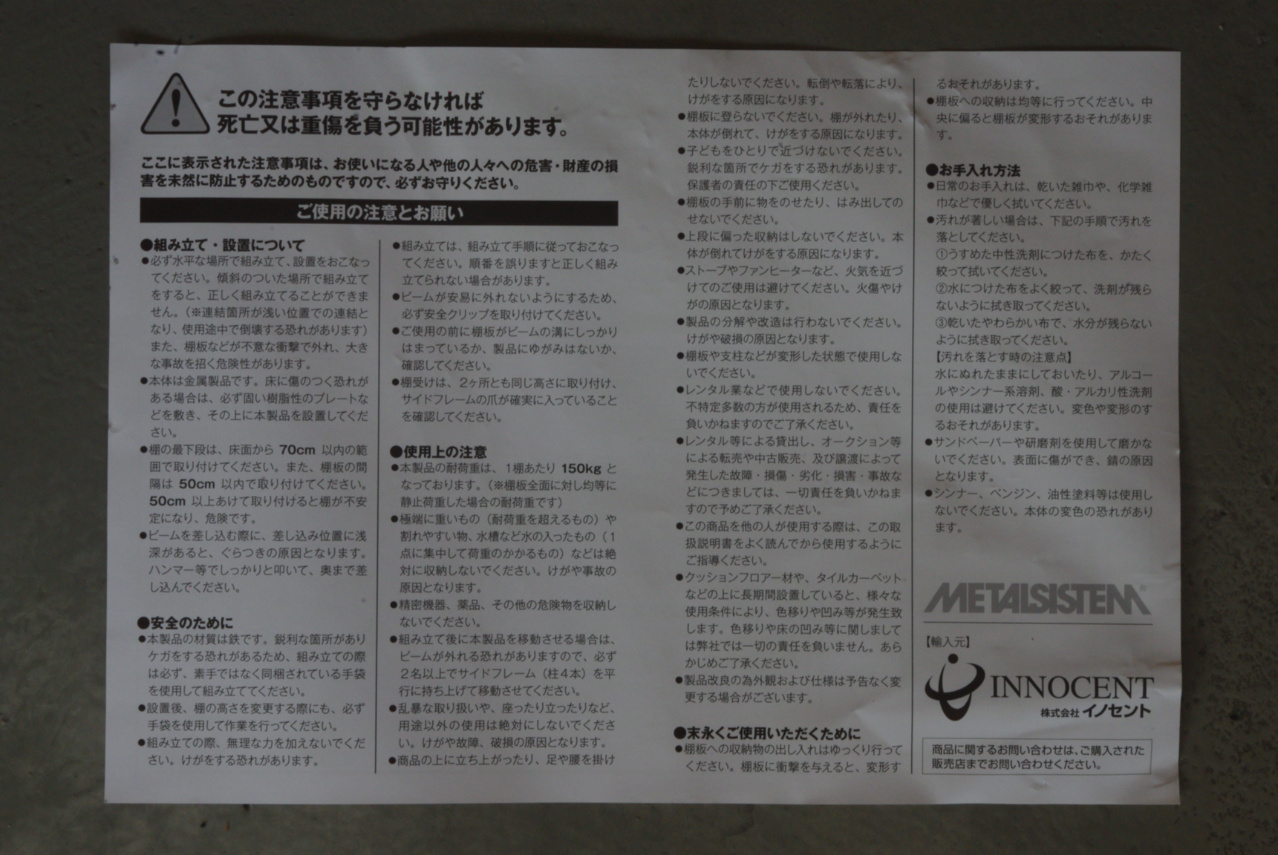 この注意事項を守らなければ
死亡又は重傷を負う可能性があります。
ここに表示された注意事項は、お使いになる人や他の人々への危害・財産の損
害を未然に防止するためのものですので、必ずお守りください。
ご使用の注意とお願い
●組み立て・設置について
●必ず水平な場所で組み立て、設置をおこなっ
てください。傾斜のついた場所で組み立て
をすると、正しく組み立てることができま
せん。（※連結箇所が浅い位置での連結と
なり、使用途中で倒壊する恐れがあります）
また、棚板などが不意な衝撃で外れ、大き
な事故を招く危険性があります。
●本体は金属製品です。床に傷のつく恐れが
ある場合は、必ず固い樹脂性のプレートな
どを敷き、その上に本製品を設置してくだ
さい。
●棚の最下段は、床面から 70cm 以内の範
囲で取り付けてください。また、棚板の間
隔は 50cm 以内で取り付けてください。
50cm 以上あけて取り付けると棚が不安
定になり、危険です。
●ビームを差し込む際に、差し込み位置に浅
深があると、ぐらつきの原因となります。
ハンマー等でしっかりと叩いて、奥まで差
し込んでください。
●安全のために
●本製品の材質は鉄です。鋭利な箇所があり
ケガをする恐れがあるため、組み立ての際
は必ず、素手ではなく同梱されている手袋
を使用して組み立ててください。
●設置後、棚の高さを変更する際にも、必ず
手袋を使用して作業を行ってください。
●組み立ての際、無理な力を加えないでくだ
さい。けがをする恐れがあります。
●組み立ては、組み立て手順に従っておこなっ
てください。順番を誤りますと正しく組み
立てられない場合があります。
●ビームが安易に外れないようにするため、
必ず安全クリップを取り付けてください。
●ご使用の前に棚板がビームの溝にしっかり
はまっているか、製品にゆがみはないか、
確認してください。
●棚受けは、2ヶ所とも同じ高さに取り付け、
サイドフレームの爪が確実に入っていること
を確認してください。
●使用上の注意
●本製品の耐荷重は、1棚あたり 150kg と
なっております。（※棚板全面に対し均等に
静止荷重した場合の耐荷重です）
●極端に重いもの（耐荷重を超えるもの）や
割れやすい物、水槽など水の入ったもの（1
点に集中して荷重のかかるもの）などは絶
対に収納しないでください。けがや事故の
原因となります。
●精密機器、薬品、その他の危険物を収納し
ないでください。
●組み立て後に本製品を移動させる場合は、
ビームが外れる恐れがありますので、必ず
2名以上でサイドフレーム（柱4本）を平
行に持ち上げて移動させてください。
●乱暴な取り扱いや、座ったり立ったりなど、
用途以外の使用は絶対にしないでくださ
い。けがや故障、破損の原因となります。
●商品の上に立ち上がったり、足や腰を掛け
たりしないでください。転倒や転落により、
けがをする原因になります。
●棚板に登らないでください。棚が外れたり、
本体が倒れて、けがをする原因になります。
●子どもをひとりで近づけないでください。
鋭利な箇所でケガをする恐れがあります。
保護者の責任の下ご使用ください。
●棚板の手前に物をのせたり、はみ出しての
せないでください。
●上段に偏った収納はしないでください。本
体が倒れてけがをする原因になります。
●ストーブやファンヒーターなど、火気を近づ
けてのご使用は避けてください。火傷やけ
がの原因となります。
●製品の分解や改造は行わないでください。
けがや破損の原因となります。
●棚板や支柱などが変形した状態で使用しな
いでください。
●レンタル業などで使用しないでください。
不特定多数の方が使用されるため、責任を
負いかねますのでご了承ください。
●レンタル等による貸出し、オークション等
による転売や中古販売、及び譲渡によって
発生した故障・損傷・劣化・損害・事故な
どにつきましては、一切責任を負いかねま
すので予めご了承ください。
●この商品を他の人が使用する際は、この取
扱説明書をよく読んでから使用するように
ご指導ください。
●クッションフロアー材や、タイルカーペット
などの上に長期間設置していると、様々な
使用条件により、色移りや凹み等が発生致
します。色移りや床の凹み等に関しまして
は弊社では一切の責任を負いません。あら
かじめご了承ください。
●製品改良の為外観および仕様は予告なく変
更する場合がございます。
●末永くご使用いただくために
●棚板への収納物の出し入れはゆっくり行って
ください。棚板に衝撃を与えると、変形す
るおそれがあります。
●棚板への収納は均等に行ってください。中
央に偏ると棚板が変形するおそれがありま
す。
●お手入れ方法
●日常のお手入れは、乾いた雑巾や、化学雑
巾などで優しく拭いてください。
●汚れが著しい場合は、下記の手順で汚れを
落としてください。
①うすめた中性洗剤につけた布を、かたく
絞って拭いてください。
②水につけた布をよく絞って、洗剤が残ら
ないように拭き取ってください。
③乾いたやわらかい布で、水分が残らない
ように拭き取ってください。
【汚れを落とす時の注意点】
水にぬれたままにしておいたり、アルコー
ルやシンナー系溶剤、酸・アルカリ性洗剤
の使用は避けてください。変色や変形のす
るおそれがあります。
●サンドペーパーや研磨剤を使用して磨かな
いでください。表面に傷ができ、錆の原因
となります。
●シンナー、ベンジン、油性塗料等は使用し
ないでください。本体の変色の恐れがあり
ます。
METALSISTEM®
【輸入元】
INNOCENT
株式会社 イノセント
商品に関するお問い合わせは、ご購入された
販売店までお問い合わせください。